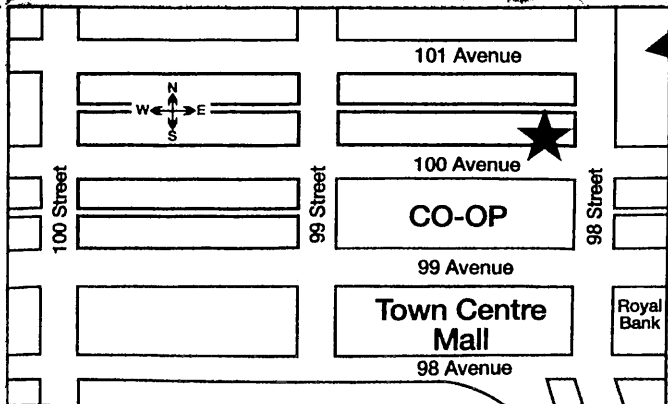 101 Avenue
N
W E
S
100 Avenue
100 Street
99 Street
98 Street
CO-OP
99 Avenue
Town Centre
Mall
Royal
Bank
98 Avenue